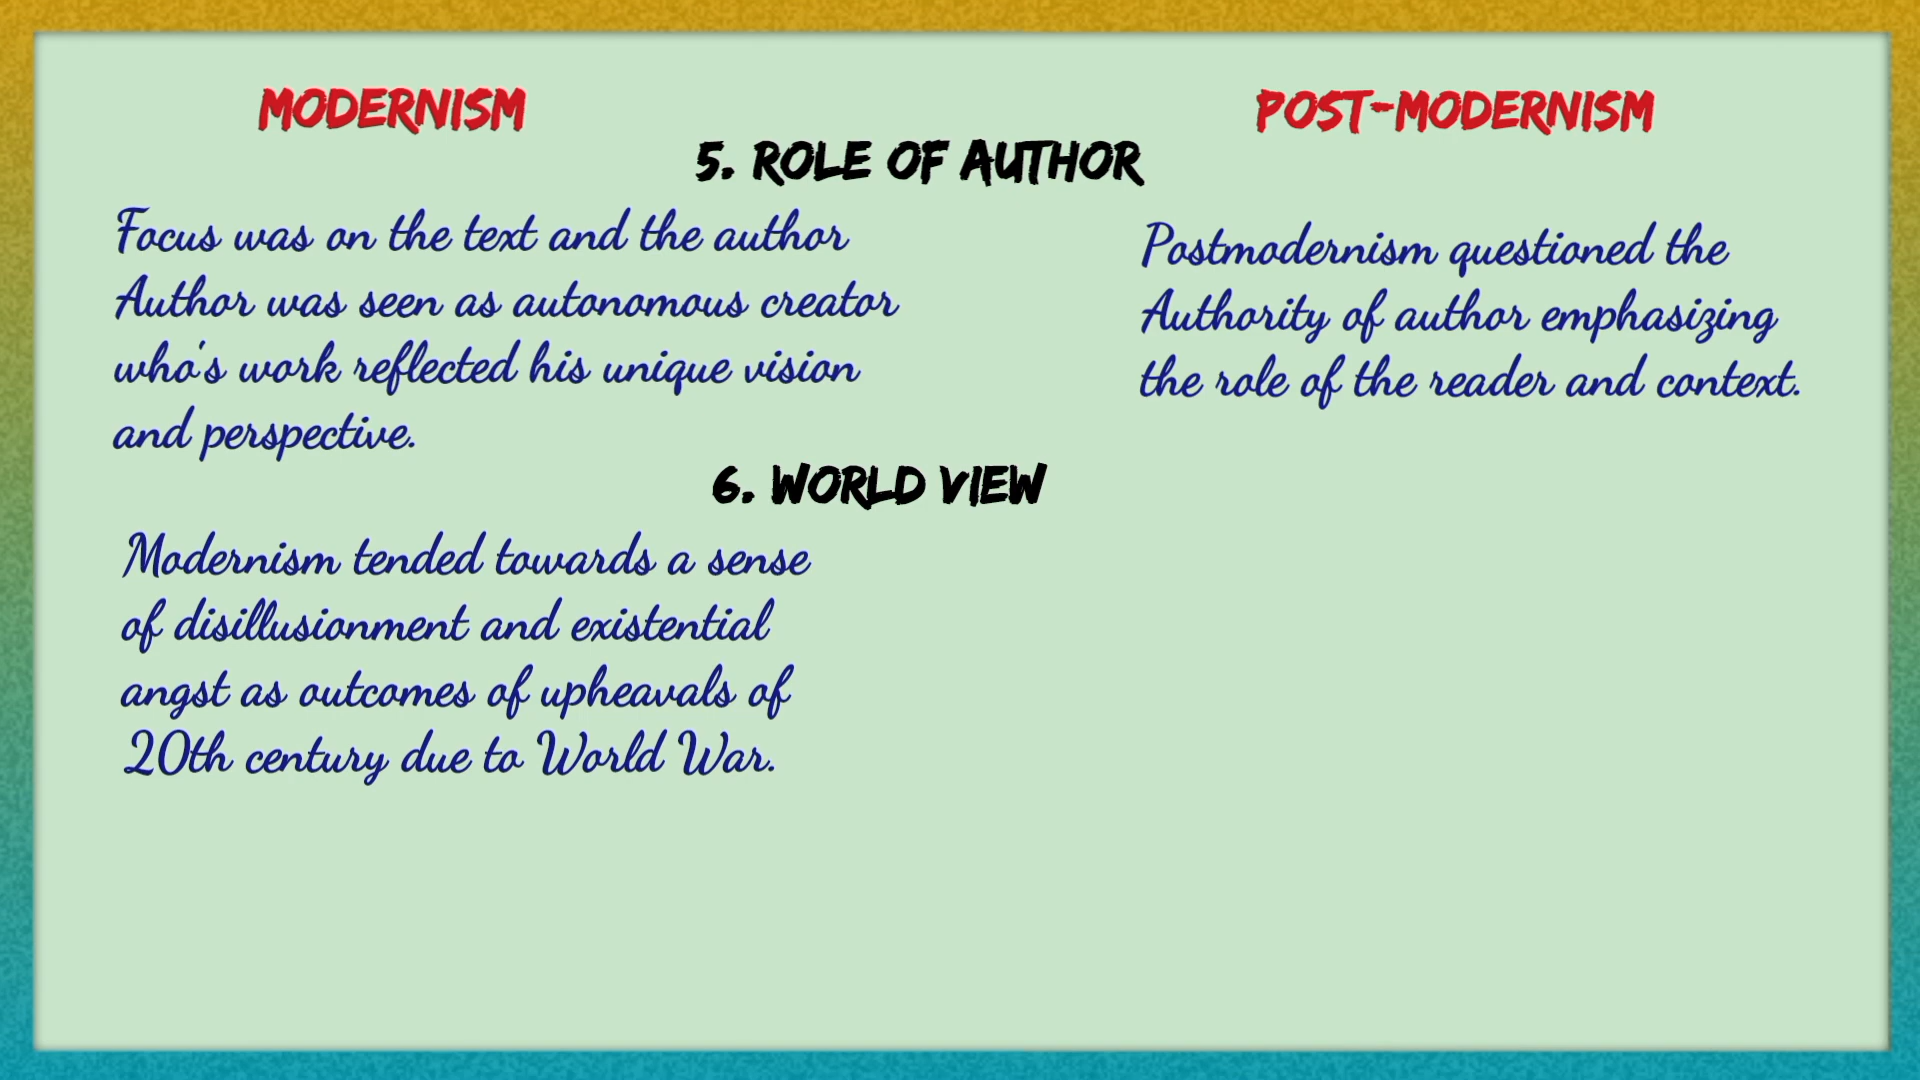 MODERNISM
POST-MODERNISM
5. ROLE OF AUTHOR
Focus was on the text and the author
Author was seen as autonomous creator
who's work reflected his unique vision
and perspective.
Postmodernism questioned the
Authority of author emphasizing
the role of the reader and context.
6. WORLD VIEW
Modernism tended towards a sense
of disillusionment and existential
angst as outcomes of upheavals of
20th century due to World War.